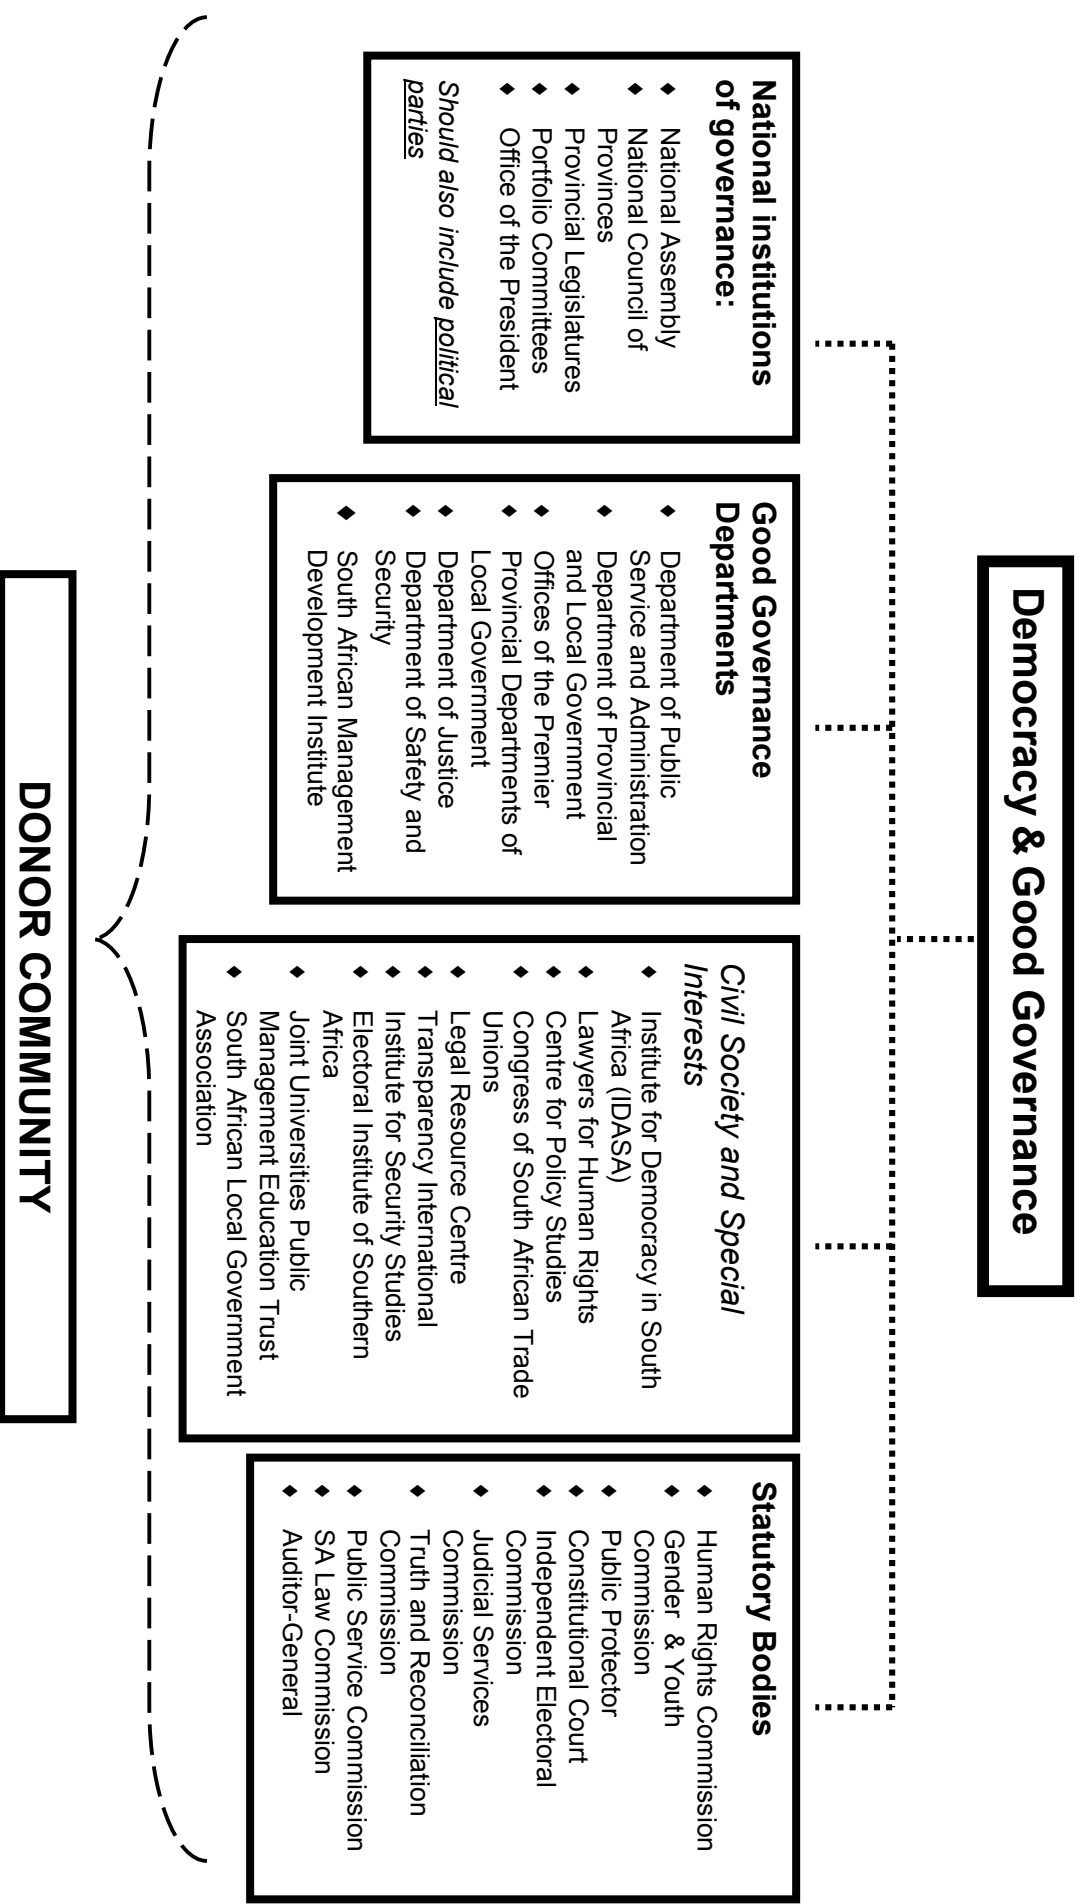 Democracy & Good Governance
National institutions
of governance:
♦ National Assembly
♦ National Council of
Provinces
♦ Provincial Legislatures
♦ Portfolio Committees
♦ Office of the President
Should also include political
parties
Good Governance
Departments
♦ Department of Public
Service and Administration
♦ Department of Provincial
and Local Government
♦ Offices of the Premier
♦ Provincial Departments of
Local Government
♦ Department of Justice
♦ Department of Safety and
Security
♦ South African Management
Development Institute
Civil Society and Special
Interests
♦ Institute for Democracy in South
Africa (IDASA)
♦ Lawyers for Human Rights
♦ Centre for Policy Studies
♦ Congress of South African Trade
Unions
♦ Legal Resource Centre
♦ Transparency International
♦ Institute for Security Studies
♦ Electoral Institute of Southern
Africa
♦ Joint Universities Public
Management Education Trust
♦ South African Local Government
Association
Statutory Bodies
♦ Human Rights Commission
♦ Gender & Youth
Commission
♦ Public Protector
♦ Constitutional Court
♦ Independent Electoral
Commission
♦ Judicial Services
Commission
♦ Truth and Reconciliation
Commission
♦ Public Service Commission
♦ SA Law Commission
♦ Auditor-General
DONOR COMMUNITY